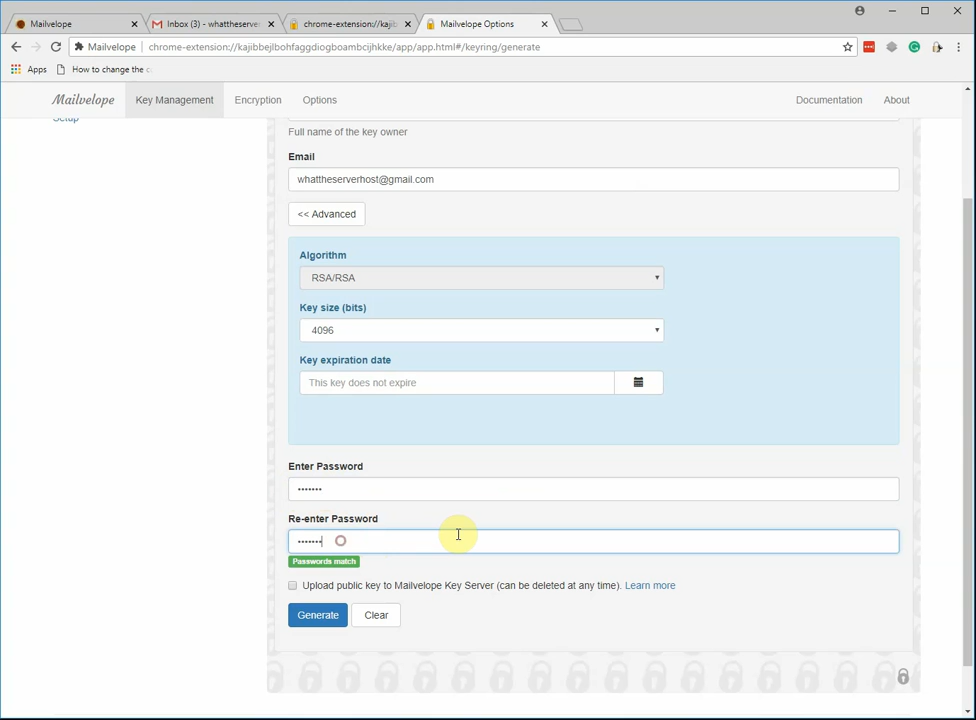 Mailvelope
Inbox (3) - whattheserver
chrome-extension://kajib
Mailvelope Options
Mailvelope
chrome-extension://kajibbejlbohfaggdiogboambcijhkke/app/app.html#/keyring/generate
Apps
How to change the c
Mailvelope
Key Management
Encryption
Options
Documentation
About
Setup
Full name of the key owner
Email
whattheserverhost@gmail.com
<< Advanced
Algorithm
RSA/RSA
Key size (bits)
4096
Key expiration date
This key does not expire
Enter Password
•••••••
Re-enter Password
•••••••
Passwords match
Upload public key to Mailvelope Key Server (can be deleted at any time). Learn more
Generate
Clear